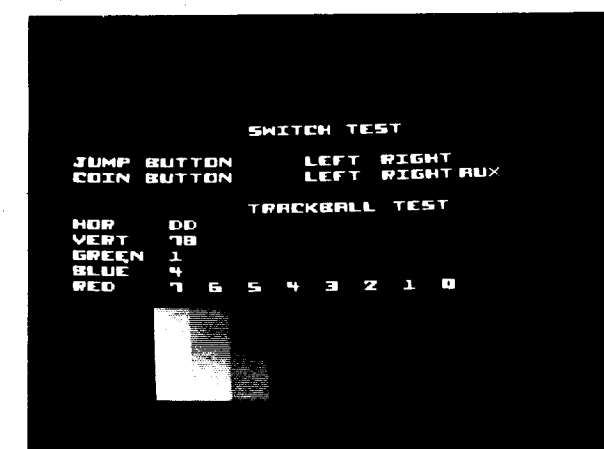 SWITCH TEST
JUMP BUTTON LEFT RIGHT
COIN BUTTON LEFT RIGHT AUX
TRACKBALL TEST
HOR DD
VERT 78
GREEN 1
BLUE 4
RED 7 6 5 4 3 2 1 0